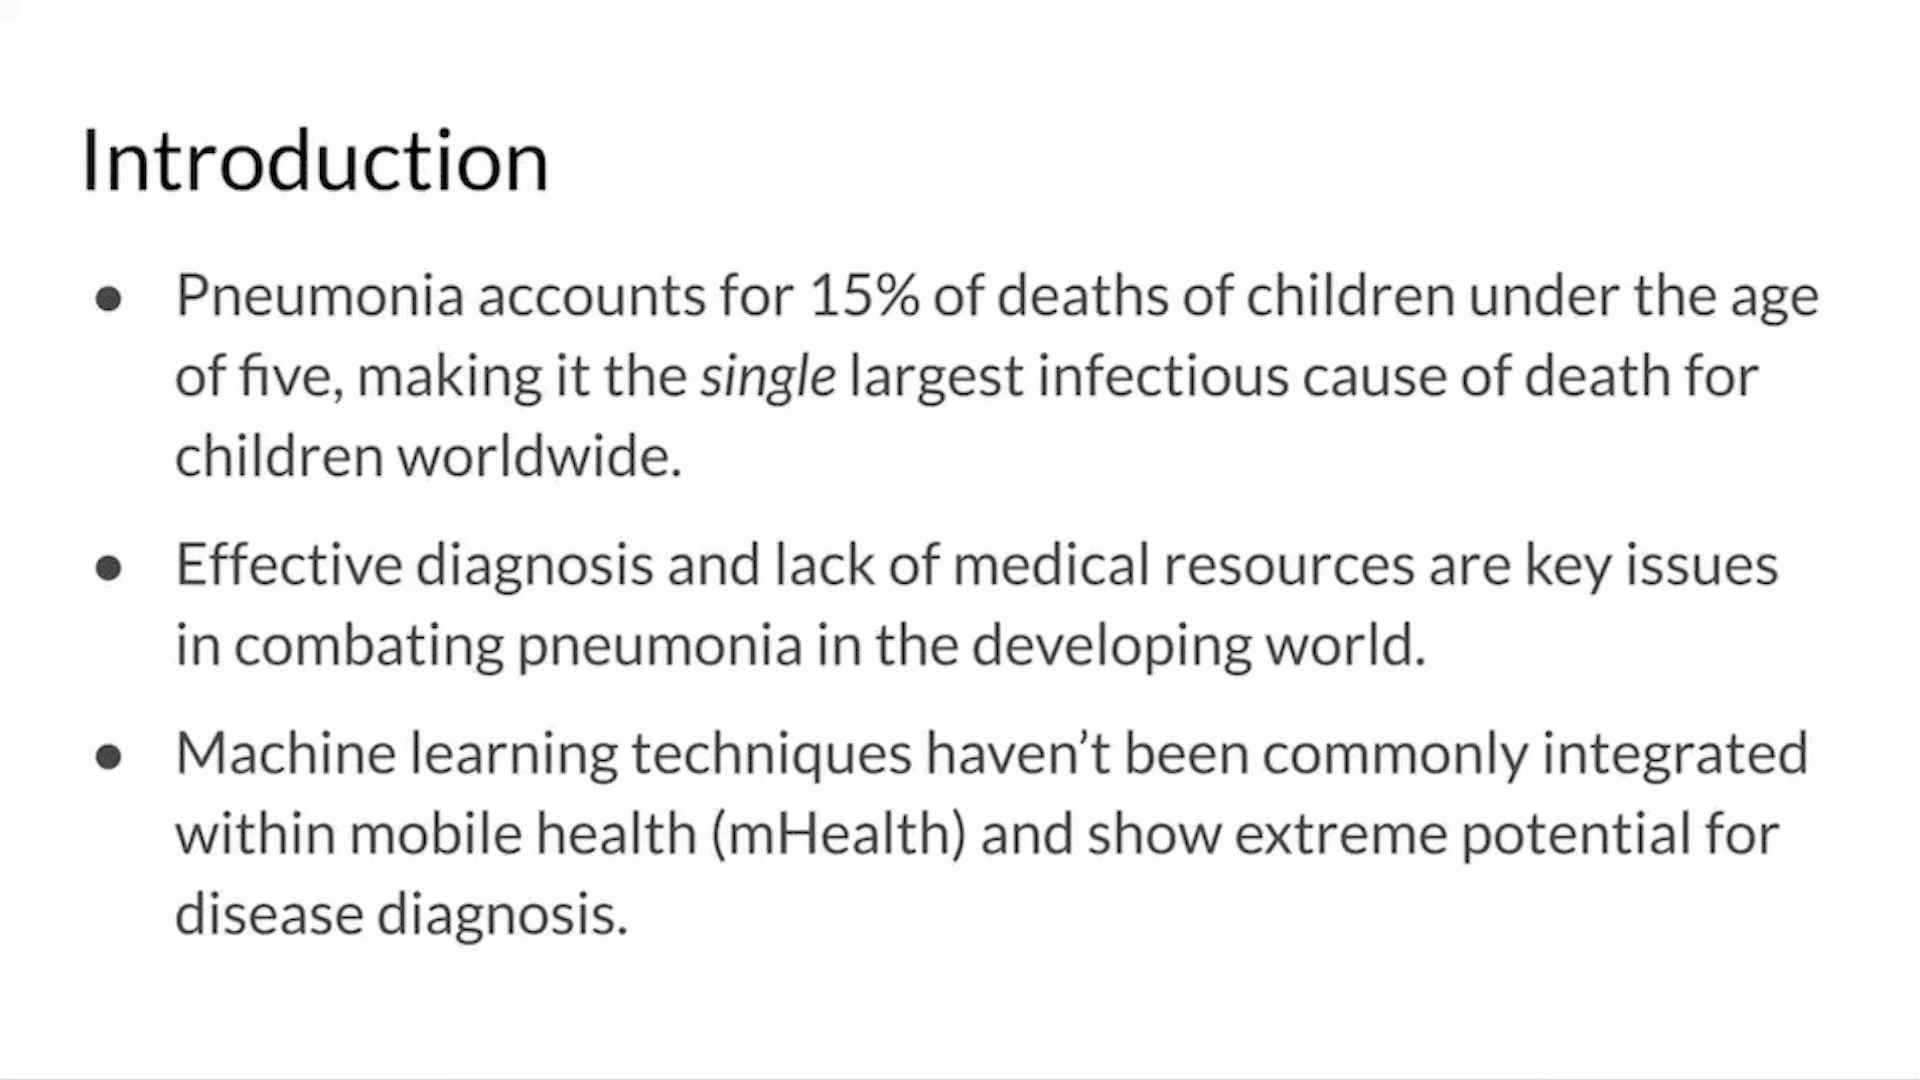 Introduction
● Pneumonia accounts for 15% of deaths of children under the age
of five, making it the single largest infectious cause of death for
children worldwide.
● Effective diagnosis and lack of medical resources are key issues
in combating pneumonia in the developing world.
● Machine learning techniques haven’t been commonly integrated
within mobile health (mHealth) and show extreme potential for
disease diagnosis.